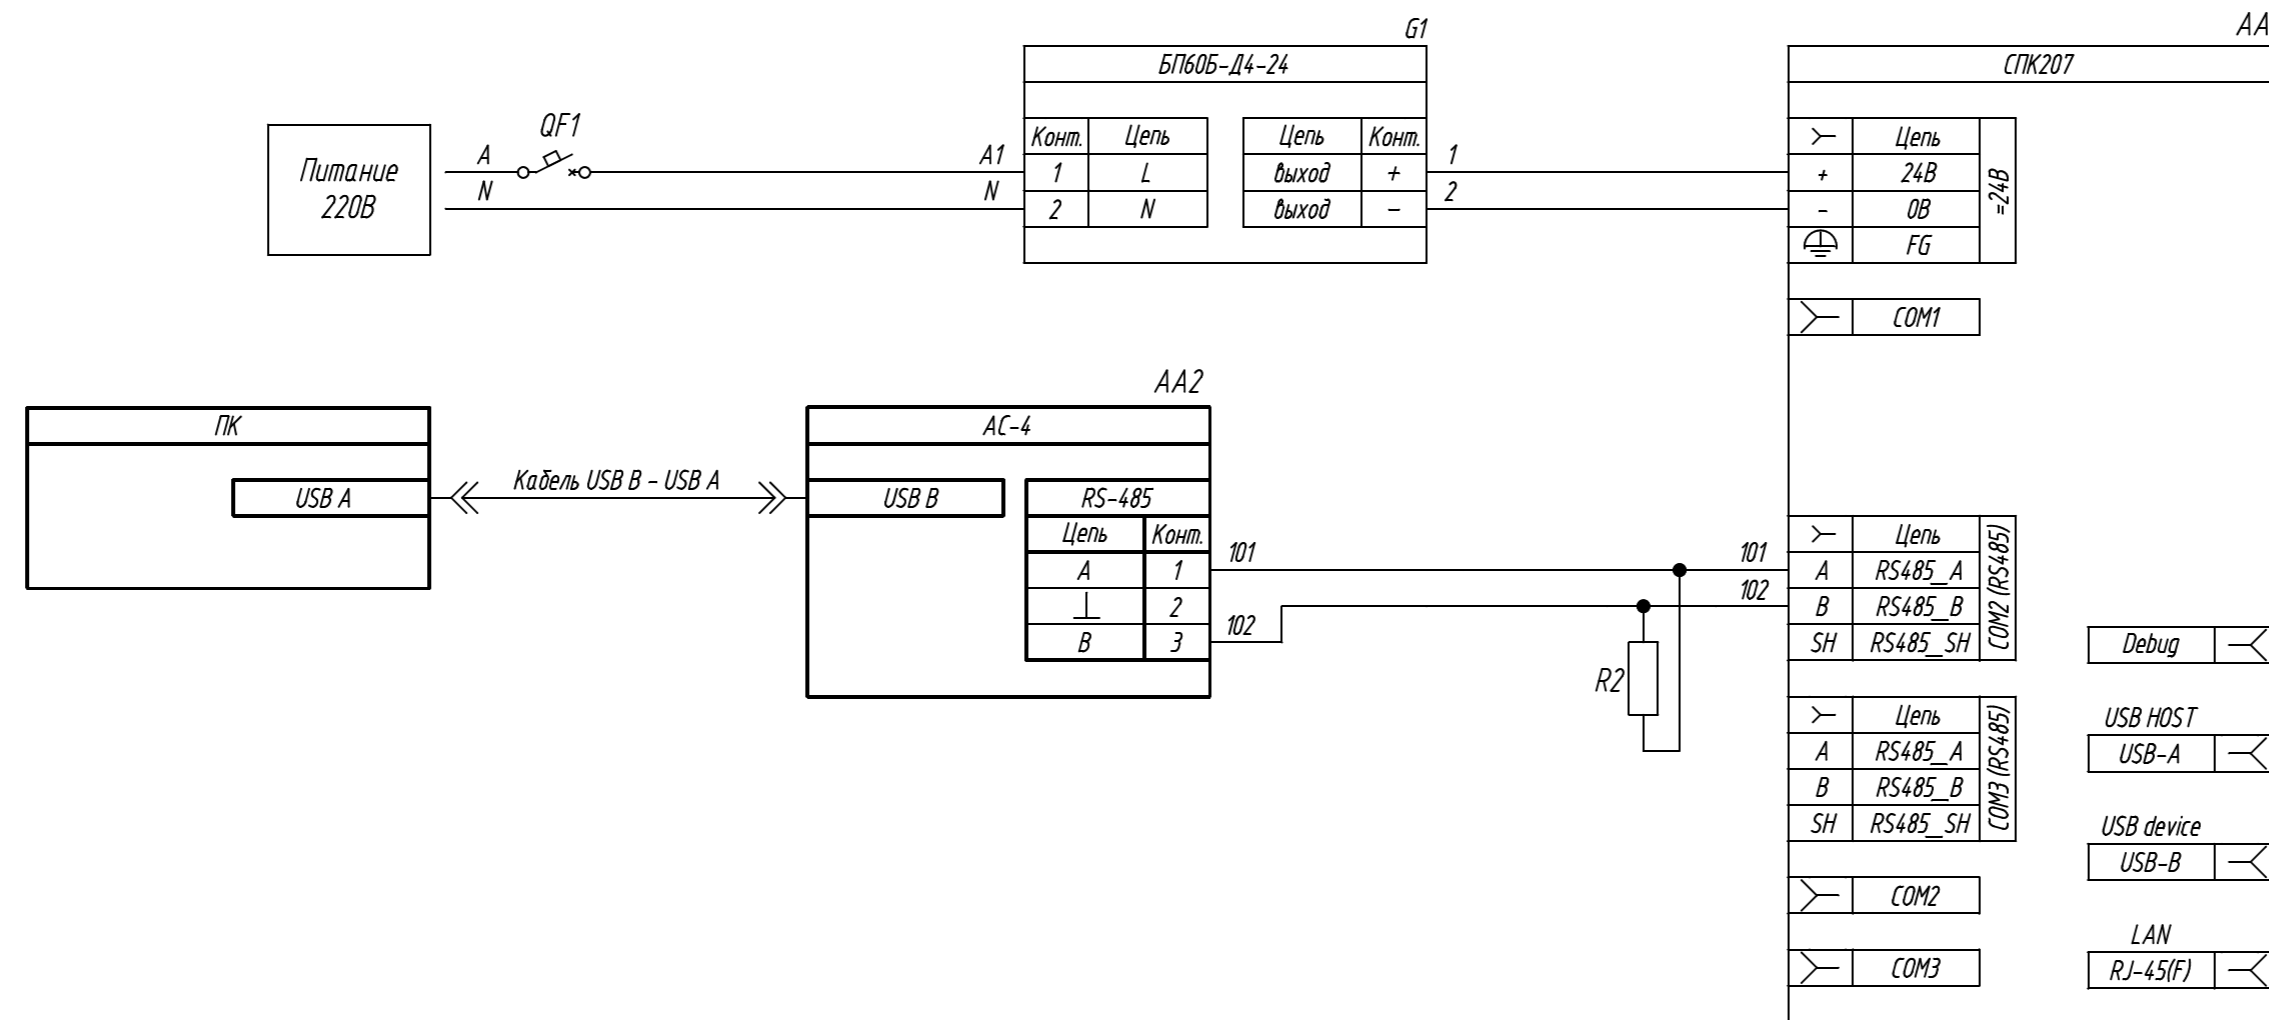 G1
AA
БП60Б-Д4-24
СПК207
QF1
Питание
220В
A
N
A1
N
Конт.
Цепь
1
L
2
N
Цепь
Конт.
выход
+
выход
-
1
2
Цепь
+
24В
-
0В
FG
=24В
COM1
AA2
ПК
USB A
Кабель USB B - USB A
АС-4
USB B
RS-485
Цепь
Конт.
A
1
2
B
3
101
102
101
102
R2
Цепь
A
RS485_A
B
RS485_B
SH
RS485_SH
COM2 (RS485)
Цепь
A
RS485_A
B
RS485_B
SH
RS485_SH
COM3 (RS485)
COM2
COM3
Debug
USB HOST
USB-A
USB device
USB-B
LAN
RJ-45(F)